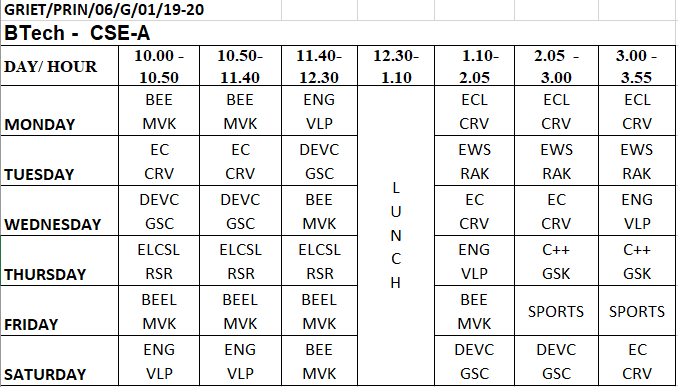 GRIET/PRIN/06/G/01/19-20
BTech - CSE-A
DAY/ HOUR 10.00 - 10.50 10.50- 11.40 11.40- 12.30 12.30- 1.10 1.10- 2.05 2.05 - 3.00 3.00 - 3.55
MONDAY BEE MVK BEE MVK ENG VLP LUNCH ECL CRV ECL CRV ECL CRV
TUESDAY EC CRV EC CRV DEVC GSC EWS RAK EWS RAK EWS RAK
WEDNESDAY DEVC GSC DEVC GSC BEE MVK EC CRV EC CRV ENG VLP
THURSDAY ELCSL RSR ELCSL RSR ELCSL RSR ENG VLP C++ GSK C++ GSK
FRIDAY BEEL MVK BEEL MVK BEEL MVK BEE MVK SPORTS SPORTS
SATURDAY ENG VLP ENG VLP BEE MVK DEVC GSC DEVC GSC EC CRV